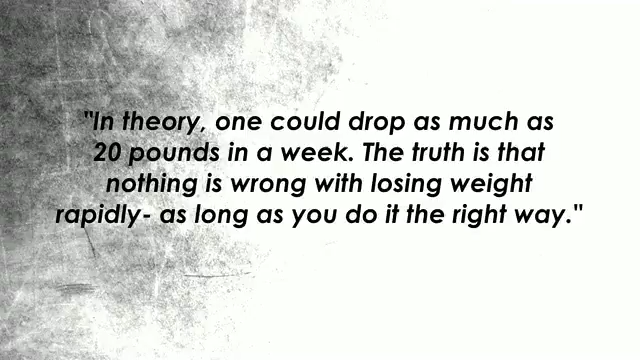 "In theory, one could drop as much as
20 pounds in a week. The truth is that
nothing is wrong with losing weight
rapidly- as long as you do it the right way."